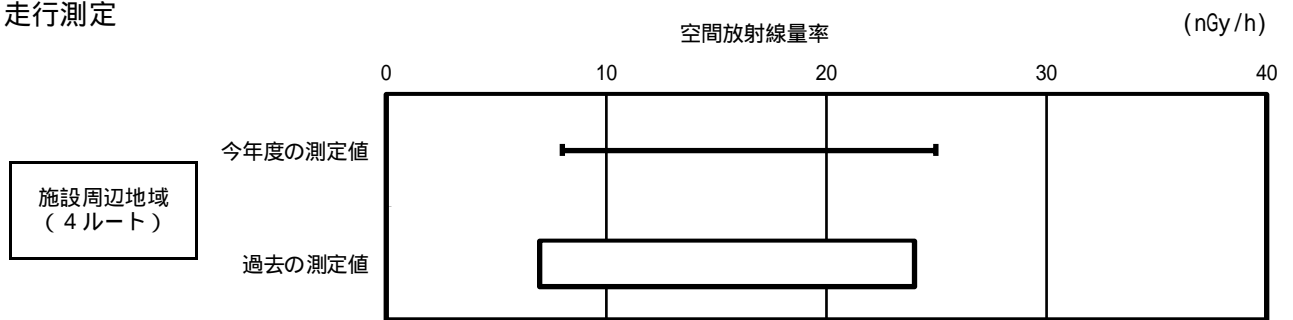 走行測定
空間放射線量率
(nGy/h)
0 10 20 30 40
今年度の測定値
施設周辺地域
(4ルート)
過去の測定値